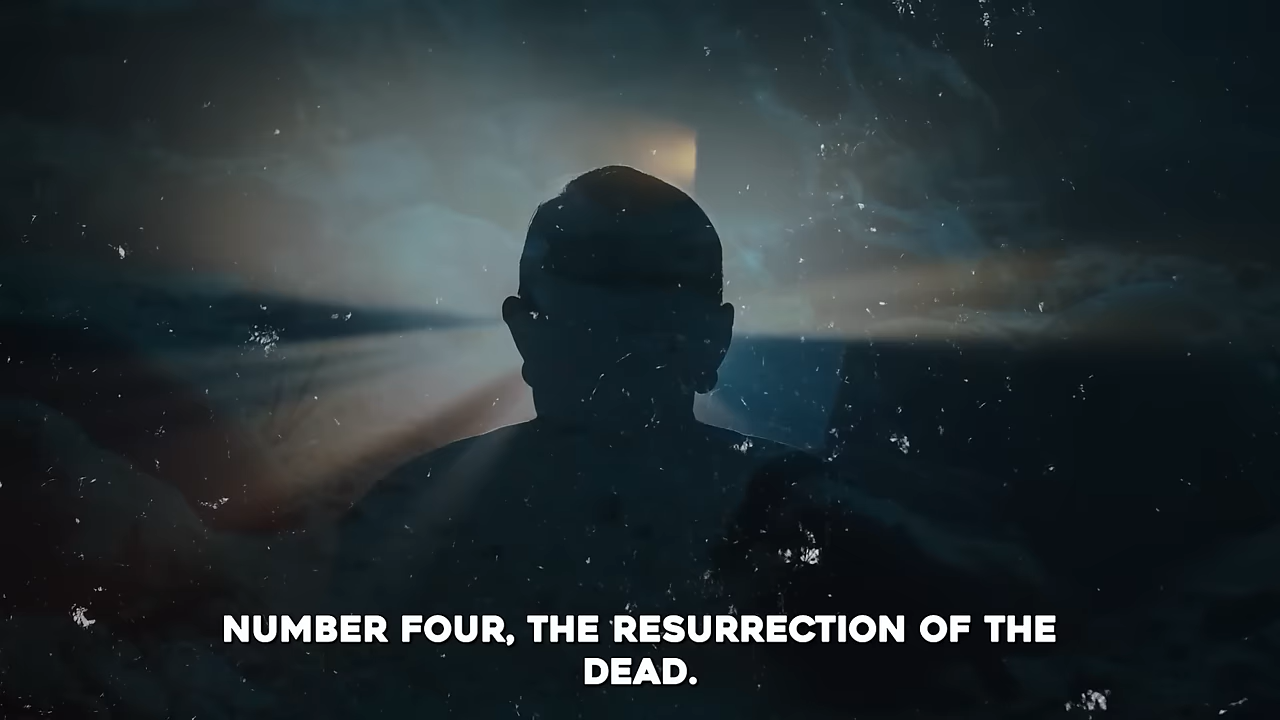 NUMBER FOUR, THE RESURRECTION OF THE
DEAD.